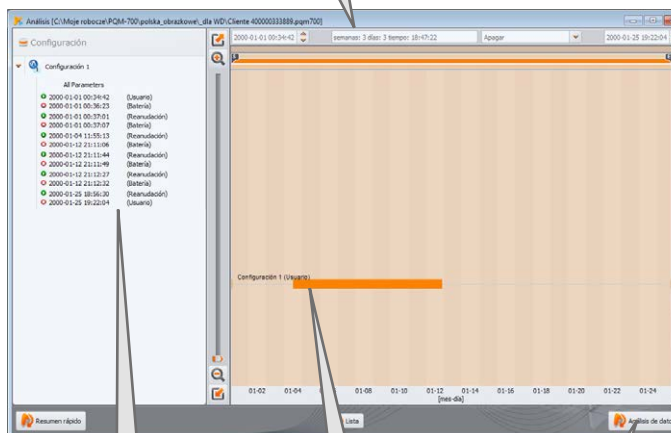 Análisis [C:\Moje robocze\PQM-700\polska_obrazkowe\_dla WD\Cliente 400000333889.pqm700]
Configuración
2000-01-01 00:34:42
semanas: 3 días: 3 tiempo: 18:47:22
Apagar
2000-01-25 19:22:04
Configuración 1
All Parameters
2000-01-01 00:34:42 (Usuario)
2000-01-01 00:36:23 (Batería)
2000-01-01 00:37:01 (Reanudación)
2000-01-01 00:37:07 (Batería)
2000-01-04 11:55:13 (Reanudación)
2000-01-12 21:11:06 (Batería)
2000-01-12 21:11:44 (Reanudación)
2000-01-12 21:11:49 (Batería)
2000-01-12 21:12:27 (Reanudación)
2000-01-12 21:12:32 (Batería)
2000-01-25 18:56:30 (Reanudación)
2000-01-25 19:22:04 (Usuario)
Configuración 1 (Usuario)
01-02 01-04 01-08 01-10 01-12 01-14 01-16 01-18 01-20 01-22 01-24
[mes-día]
Resumen rápido
Lista
Análisis de dato